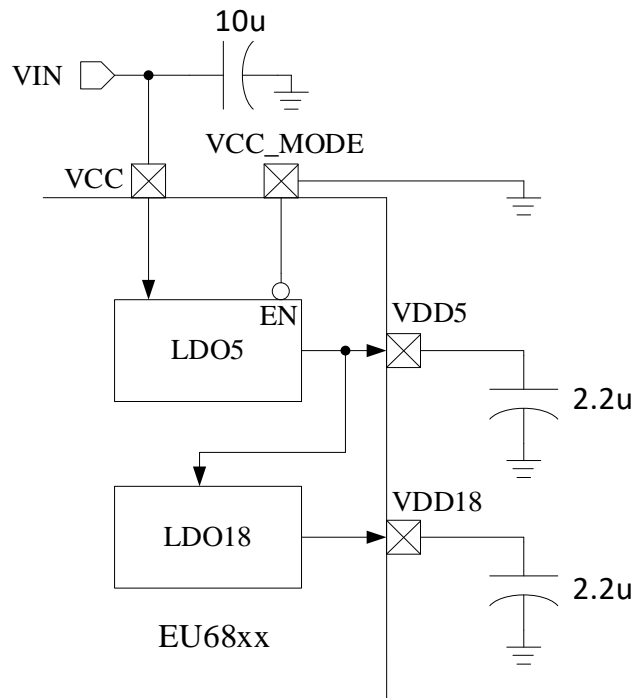 10u
VIN
VCC_MODE
VCC
EN
VDD5
LDO5
2.2u
VDD18
LDO18
2.2u
EU68xx